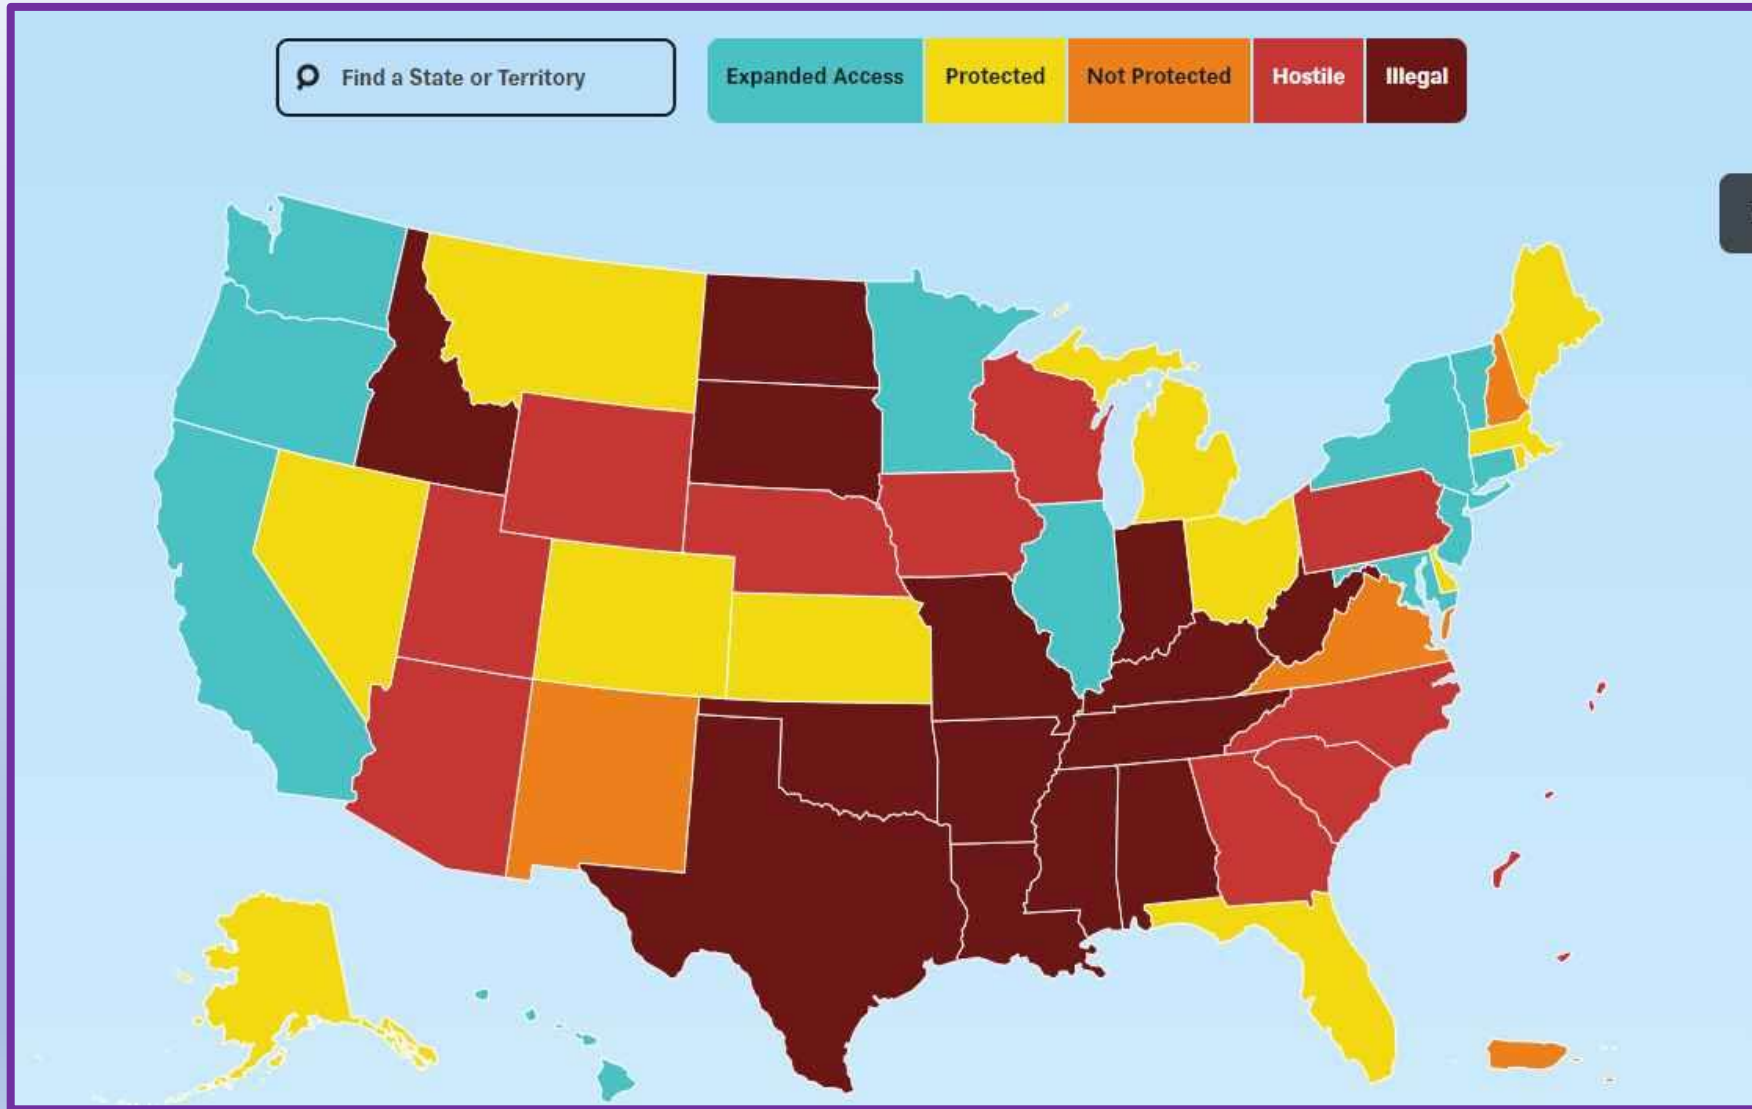 Find a State or Territory
Expanded Access
Protected
Not Protected
Hostile
Illegal